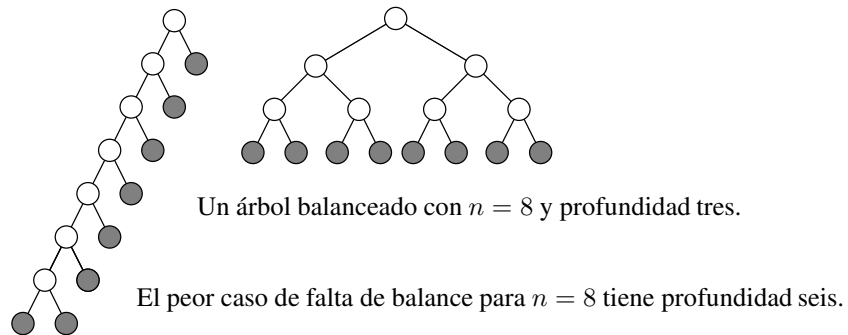 Un árbol balanceado con n = 8 y profundidad tres.
El peor caso de falta de balance para n = 8 tiene profundidad seis.